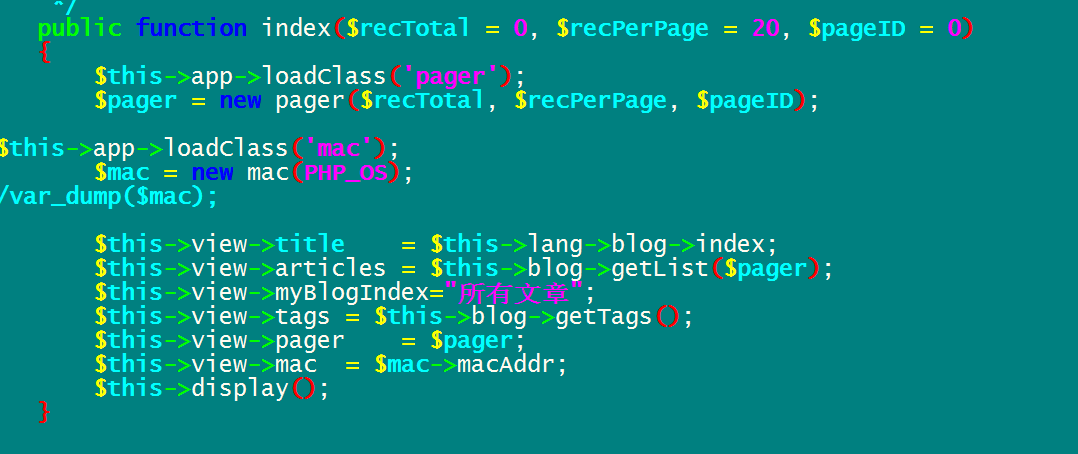 */
public function index($recTotal = 0, $recPerPage = 20, $pageID = 0)
{
$this->app->loadClass('pager');
$pager = new pager($recTotal, $recPerPage, $pageID);
$this->app->loadClass('mac');
$mac = new mac(PHP_OS);
/var_dump($mac);
$this->view->title    = $this->lang->blog->index;
$this->view->articles = $this->blog->getList($pager);
$this->view->myBlogIndex="所有文章";
$this->view->tags = $this->blog->getTags();
$this->view->pager    = $pager;
$this->view->mac  = $mac->macAddr;
$this->display();
}